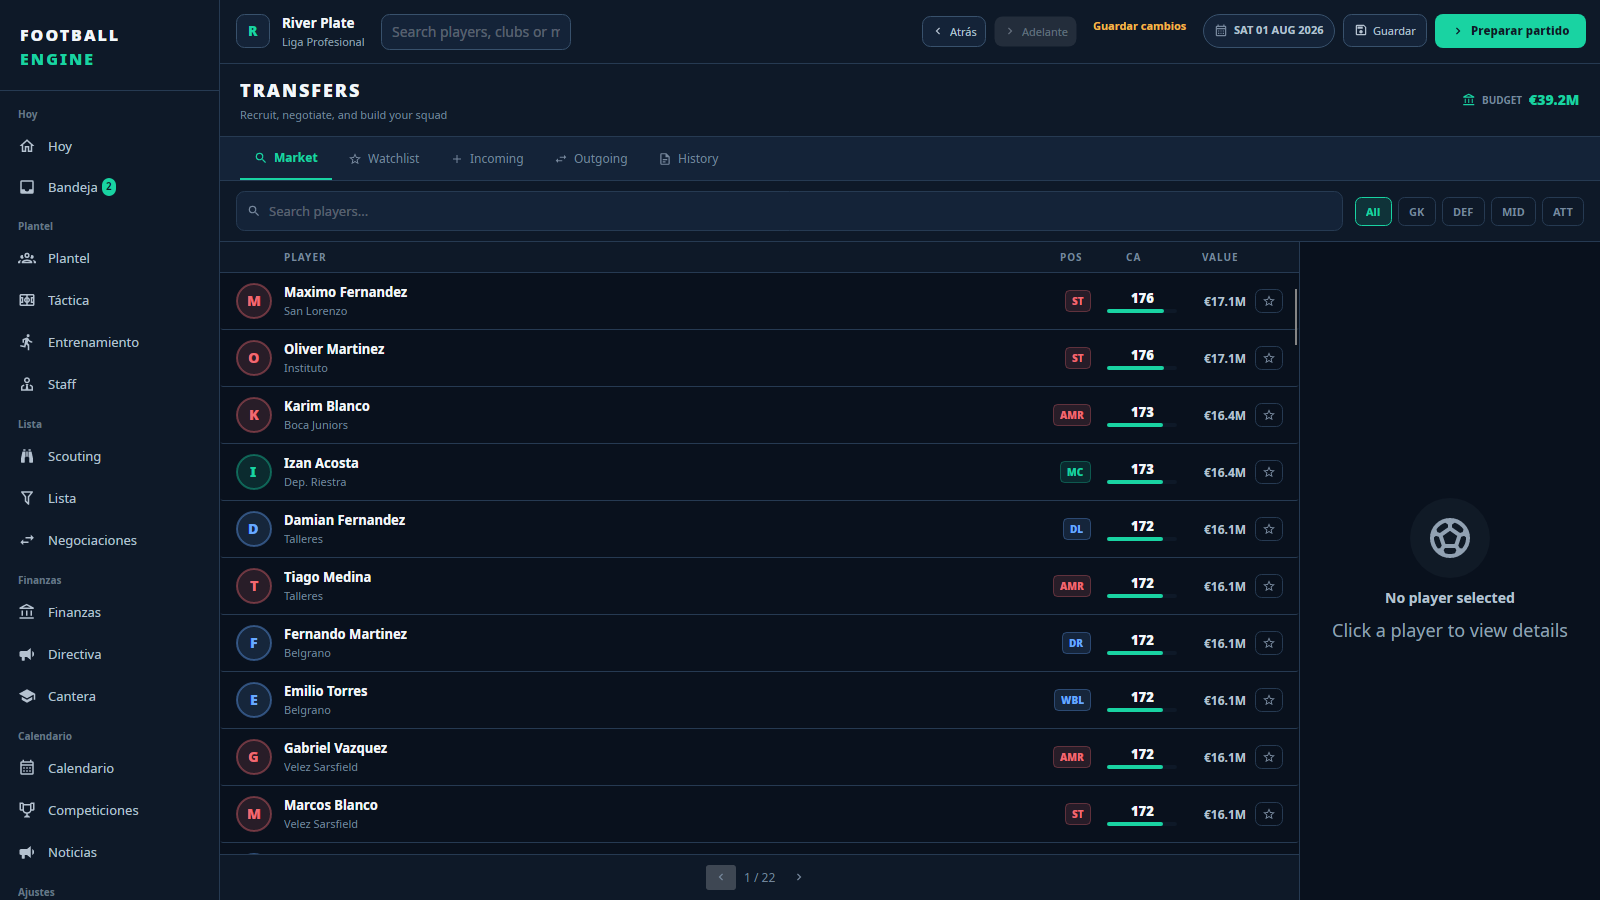 FOOTBALL
ENGINE
Hoy
Hoy
Bandeja 2
Plantel
Plantel
Táctica
Entrenamiento
Staff
Lista
Scouting
Lista
Negociaciones
Finanzas
Finanzas
Directiva
Cantera
Calendario
Calendario
Competiciones
Noticias
Ajustes
R
River Plate
Liga Profesional
Search players, clubs or m
Atrás
Adelante
Guardar cambios
SAT 01 AUG 2026
Guardar
Preparar partido
TRANSFERS
Recruit, negotiate, and build your squad
BUDGET €39.2M
Market
Watchlist
Incoming
Outgoing
History
Search players...
All
GK
DEF
MID
ATT
PLAYER POS CA VALUE
M Maximo Fernandez ST 176 €17.1M
San Lorenzo
O Oliver Martinez ST 176 €17.1M
Instituto
K Karim Blanco AMR 173 €16.4M
Boca Juniors
I Izan Acosta MC 173 €16.4M
Dep. Riestra
D Damian Fernandez DL 172 €16.1M
Talleres
T Tiago Medina AMR 172 €16.1M
Talleres
F Fernando Martinez DR 172 €16.1M
Belgrano
E Emilio Torres WBL 172 €16.1M
Belgrano
G Gabriel Vazquez AMR 172 €16.1M
Velez Sarsfield
M Marcos Blanco ST 172 €16.1M
Velez Sarsfield
1 / 22
No player selected
Click a player to view details